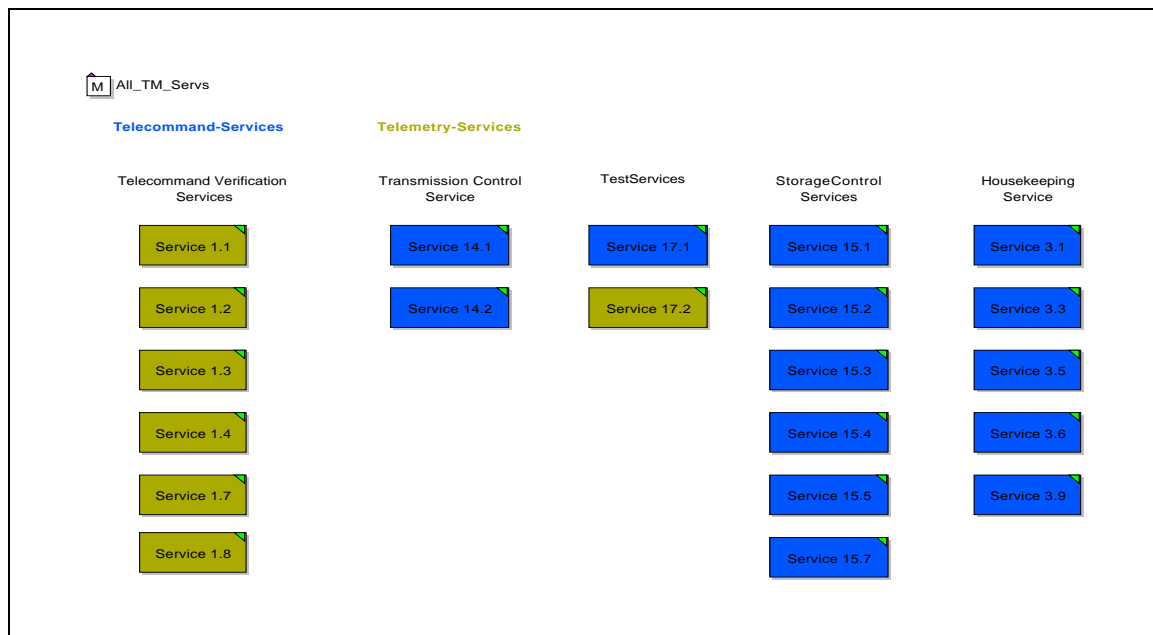 M All_TM_Servs
Telecommand-Services
Telemetry-Services
Telecommand Verification
Services
Service 1.1
Service 1.2
Service 1.3
Service 1.4
Service 1.7
Service 1.8
Transmission Control
Service
Service 14.1
Service 14.2
TestServices
Service 17.1
Service 17.2
StorageControl
Services
Service 15.1
Service 15.2
Service 15.3
Service 15.4
Service 15.5
Service 15.7
Housekeeping
Service
Service 3.1
Service 3.3
Service 3.5
Service 3.6
Service 3.9